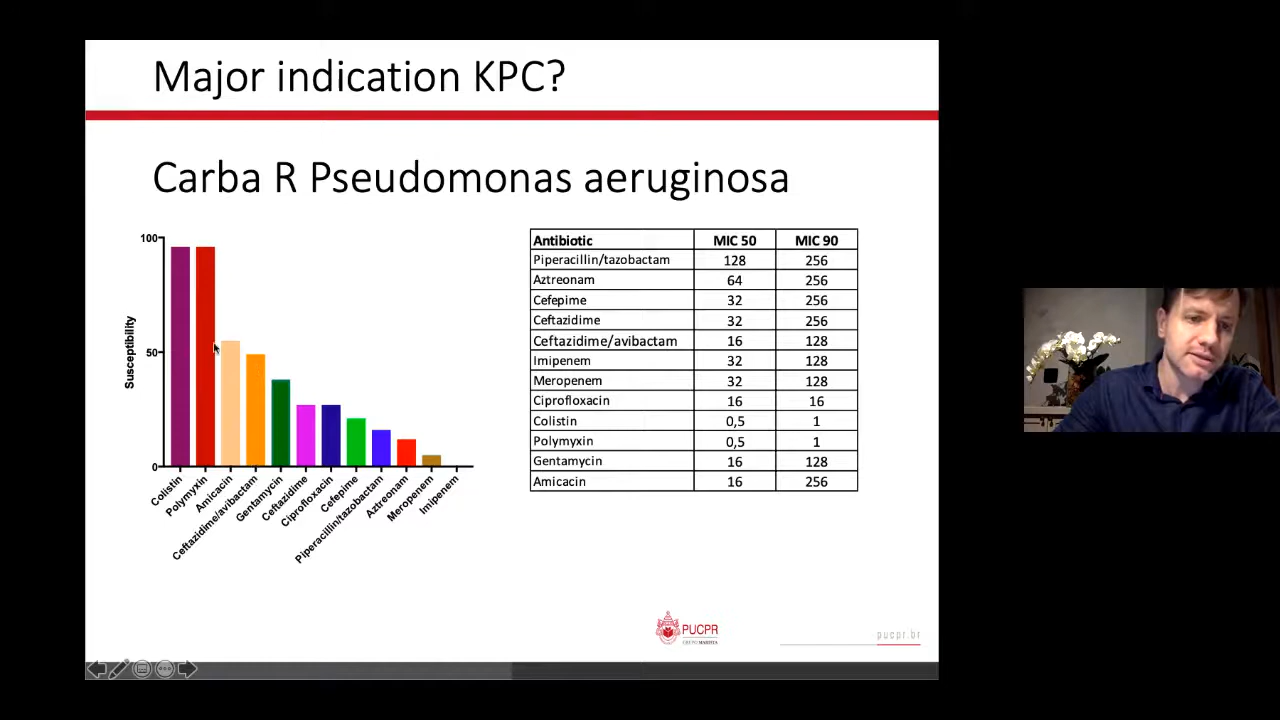 Major indication KPC?
Carba R Pseudomonas aeruginosa
100
50
0
Susceptibility
Colistin
Polymyxin
Amicacin
Ceftazidime/avibactam
Gentamycin
Ceftazidime
Ciprofloxacin
Cefepime
Piperacillin/tazobactam
Aztreonam
Meropenem
Imipenem
Antibiotic MIC 50 MIC 90
Piperacillin/tazobactam 128 256
Aztreonam 64 256
Cefepime 32 256
Ceftazidime 32 256
Ceftazidime/avibactam 16 128
Imipenem 32 128
Meropenem 32 128
Ciprofloxacin 16 16
Colistin 0,5 1
Polymyxin 0,5 1
Gentamycin 16 128
Amicacin 16 256
PUCPR
GRUPO MARISTA
pucpr.br